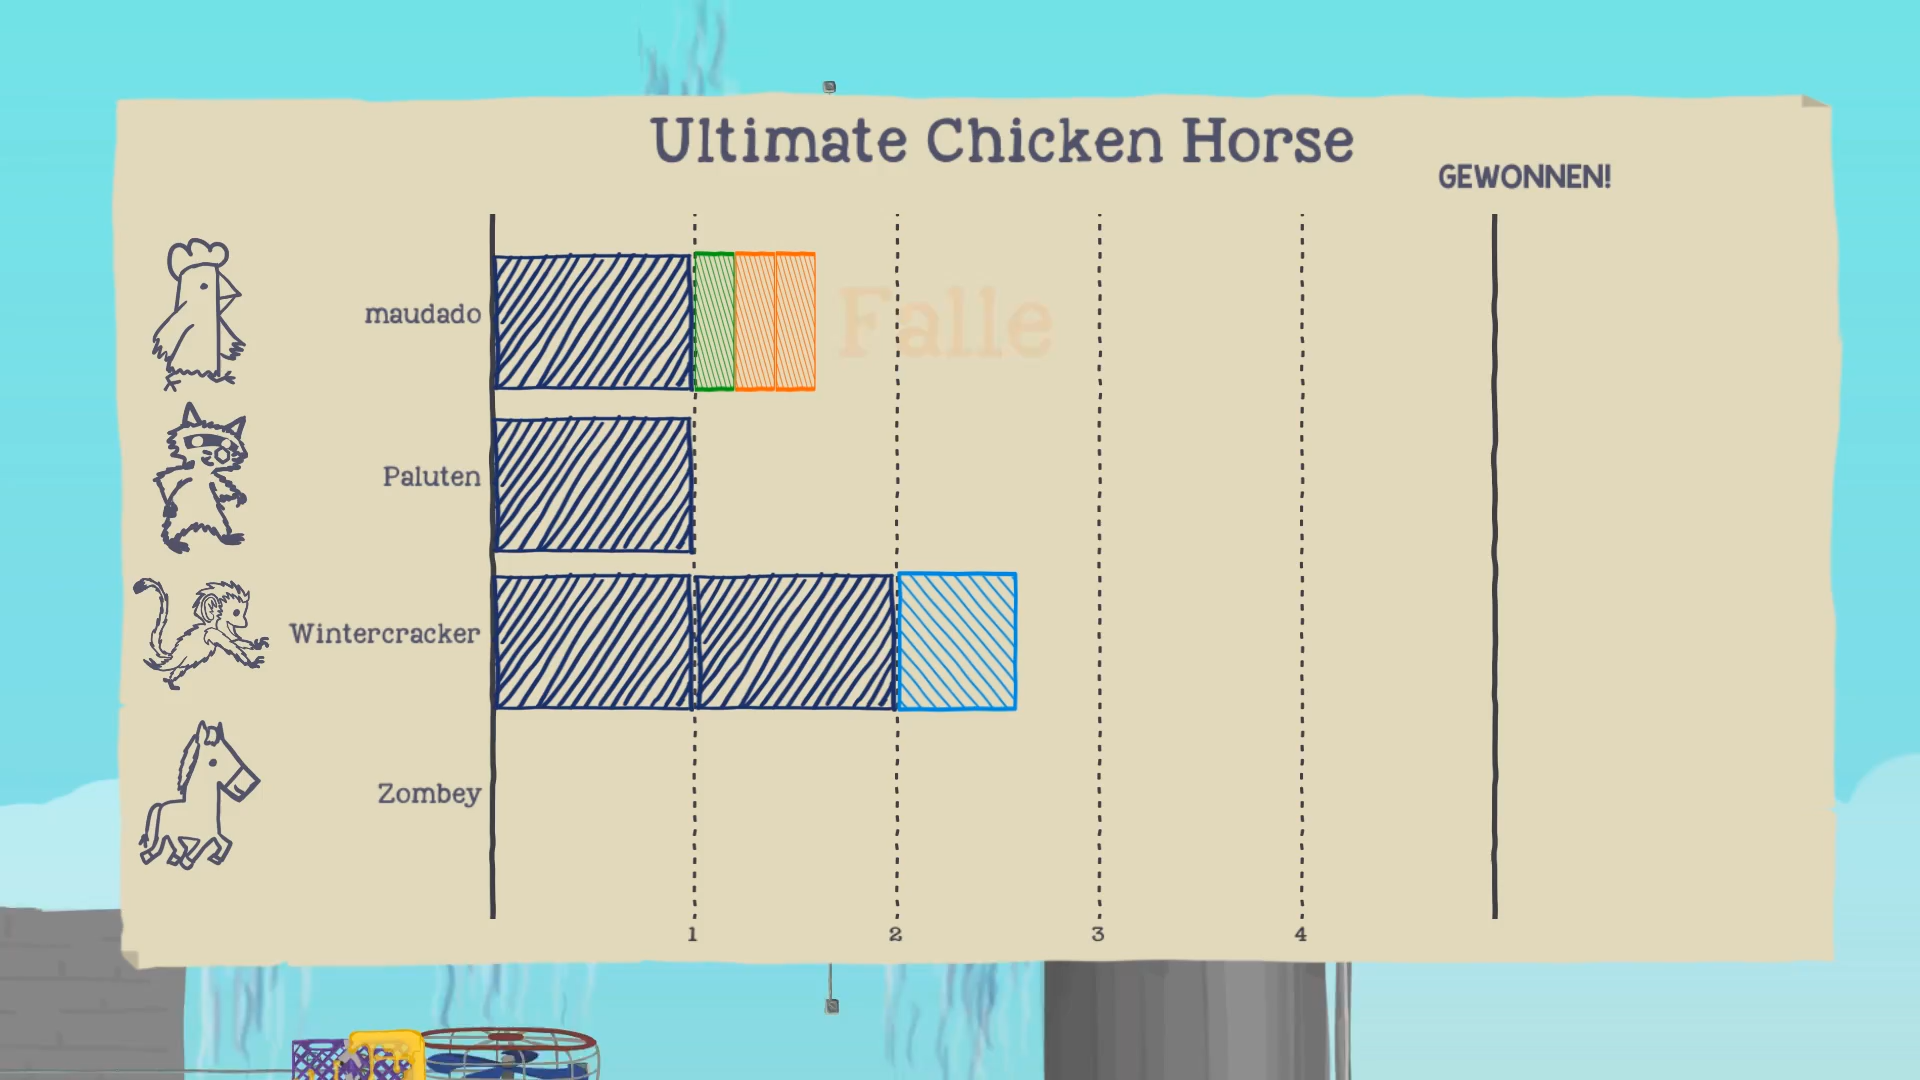 Ultimate Chicken Horse
GEWONNEN!
maudado
Falle
Paluten
Wintercracker
Zombey
1 2 3 4